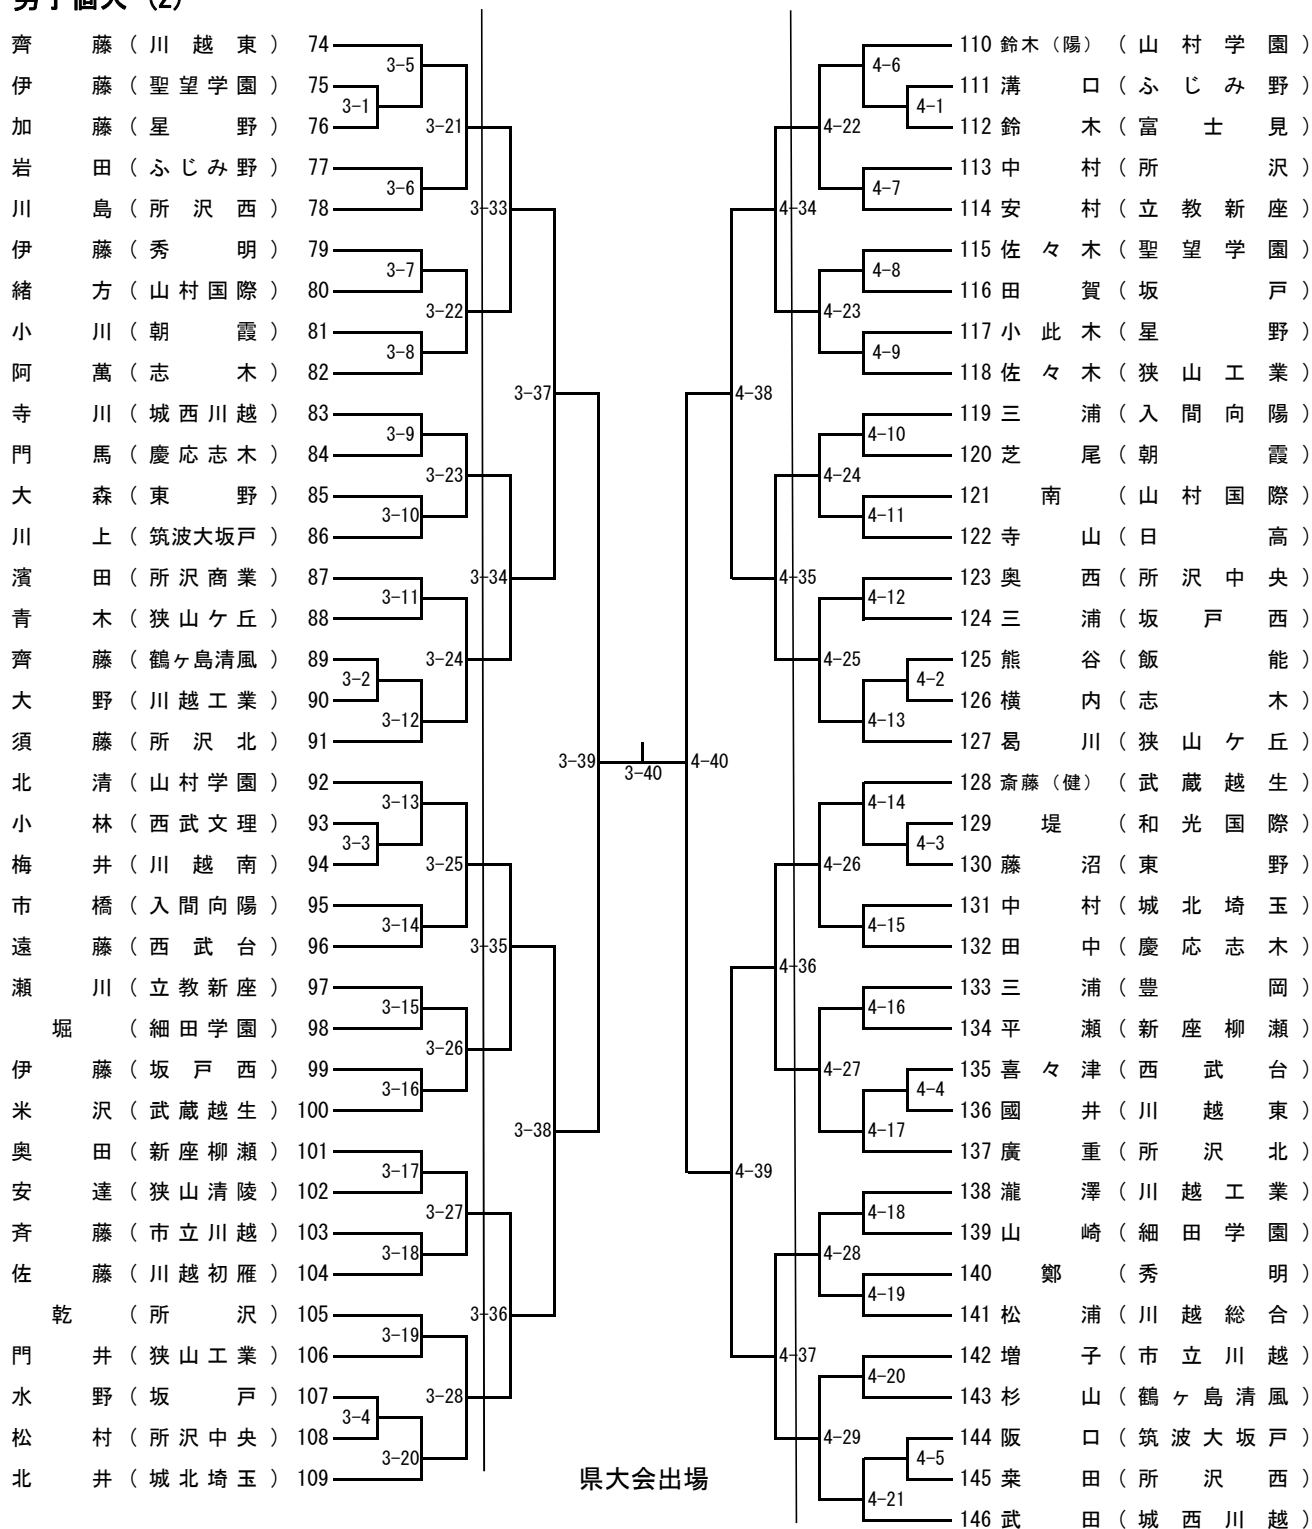 男子個人 (2)
齊藤（川越東）74
伊藤（聖望学園）75
加藤（星野）76
岩田（ふじみ野）77
川島（所沢西）78
伊藤（秀明）79
緒方（山村国際）80
小川（朝霞）81
阿萬（志木）82
寺川（城西川越）83
門馬（慶応志木）84
大森（東野）85
川上（筑波大坂戸）86
濱田（所沢商業）87
青木（狭山ケ丘）88
齊藤（鶴ヶ島清風）89
大野（川越工業）90
須藤（所沢北）91
北清（山村学園）92
小林（西武文理）93
梅井（川越南）94
市橋（入間向陽）95
遠藤（西武台）96
瀬川（立教新座）97
堀（細田学園）98
伊藤（坂戸西）99
米沢（武蔵越生）100
奥田（新座柳瀬）101
安達（狭山清陵）102
斉藤（市立川越）103
佐藤（川越初雁）104
乾（所沢）105
門井（狭山工業）106
水野（坂戸）107
松村（所沢中央）108
北井（城北埼玉）109
3-1
3-2
3-3
3-4
3-5
3-6
3-7
3-8
3-9
3-10
3-11
3-12
3-13
3-14
3-15
3-16
3-17
3-18
3-19
3-20
3-21
3-22
3-23
3-24
3-25
3-26
3-27
3-28
3-33
3-34
3-35
3-36
3-37
3-38
3-39
3-40
4-40
4-38
4-39
4-34
4-35
4-36
4-37
4-22
4-23
4-24
4-25
4-26
4-27
4-28
4-29
4-6
4-7
4-8
4-9
4-10
4-11
4-12
4-13
4-14
4-15
4-16
4-17
4-18
4-19
4-20
4-21
4-1
4-2
4-3
4-4
4-5
110 鈴木（陽）（山村学園）
111 溝口（ふじみ野）
112 鈴木（富士見）
113 中村（所沢）
114 安村（立教新座）
115 佐々木（聖望学園）
116 田賀（坂戸）
117 小此木（星野）
118 佐々木（狭山工業）
119 三浦（入間向陽）
120 芝尾（朝霞）
121 南（山村国際）
122 寺山（日高）
123 奥西（所沢中央）
124 三浦（坂戸西）
125 熊谷（飯能）
126 横内（志木）
127 曷川（狭山ケ丘）
128 斎藤（健）（武蔵越生）
129 堤（和光国際）
130 藤沼（東野）
131 中村（城北埼玉）
132 田中（慶応志木）
133 三浦（豊岡）
134 平瀬（新座柳瀬）
135 喜々津（西武台）
136 國井（川越東）
137 廣重（所沢北）
138 瀧澤（川越工業）
139 山崎（細田学園）
140 鄭（秀明）
141 松浦（川越総合）
142 増子（市立川越）
143 杉山（鶴ヶ島清風）
144 阪口（筑波大坂戸）
145 桒田（所沢西）
146 武田（城西川越）
県大会出場